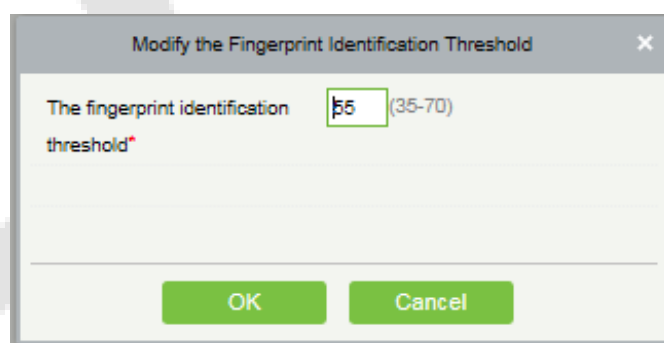 Modify the Fingerprint Identification Threshold ×
The fingerprint identification 55 (35-70)
threshold*
OK Cancel